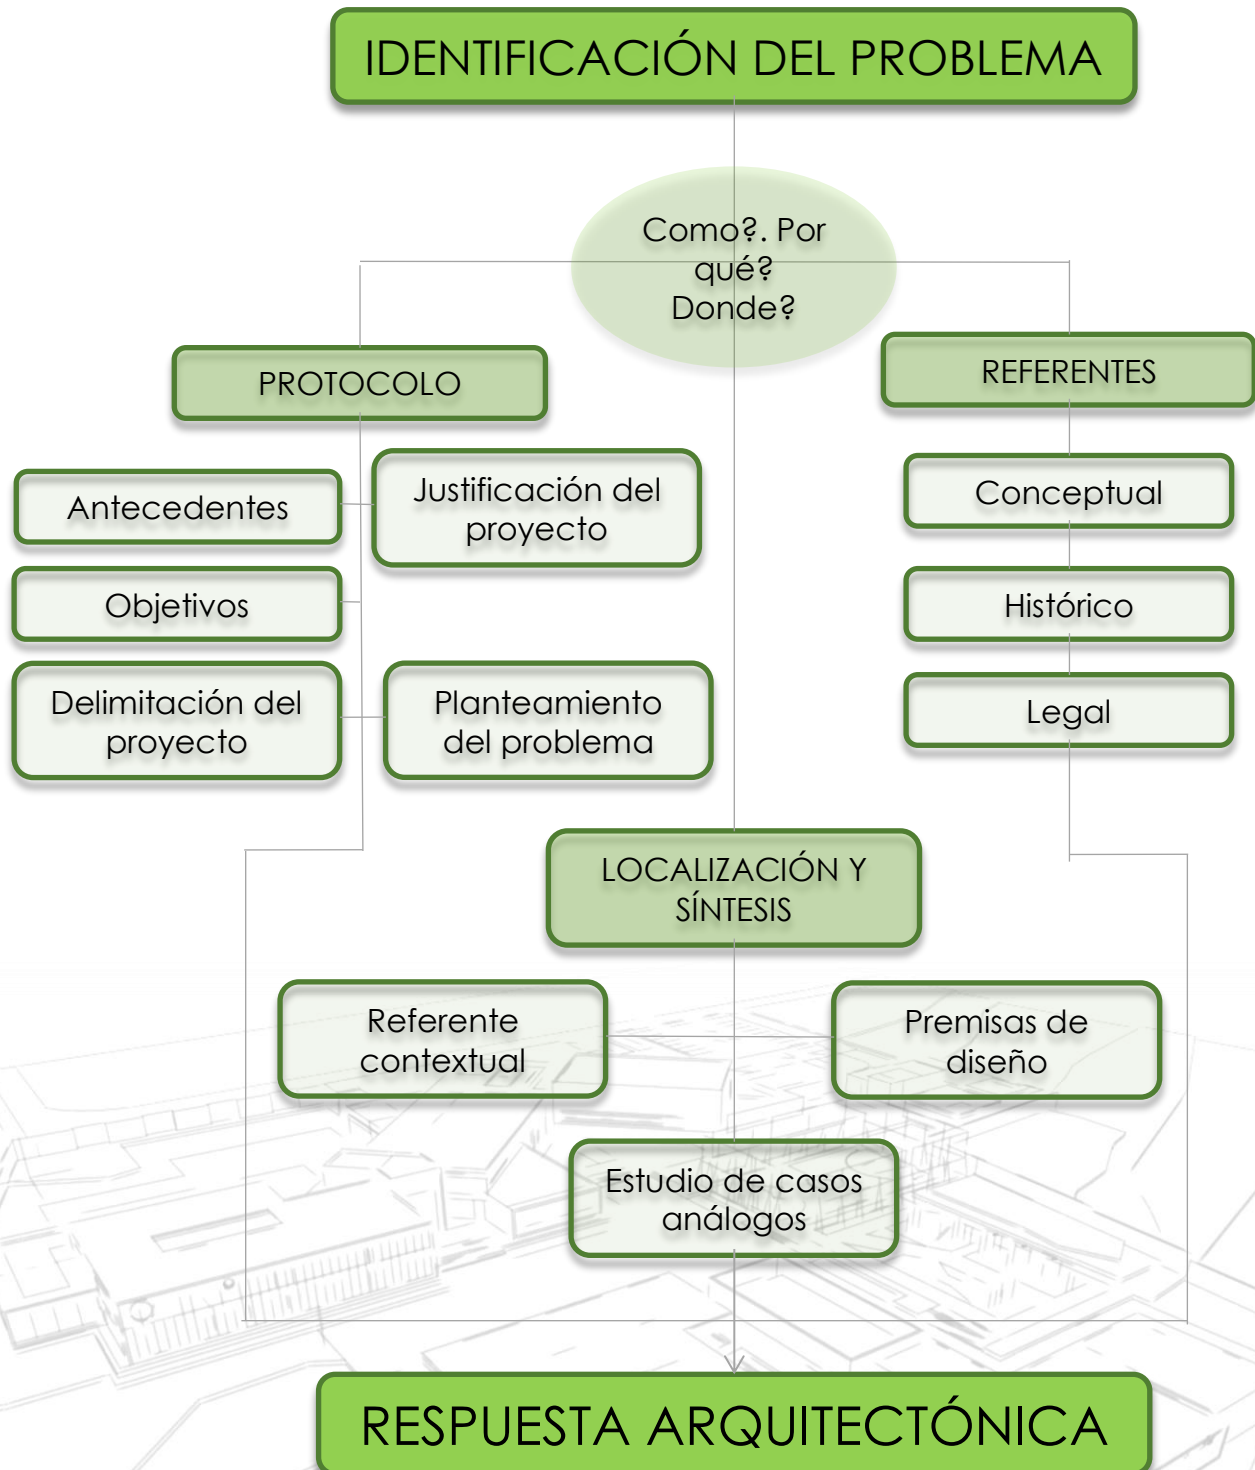 IDENTIFICACIÓN DEL PROBLEMA
Como?. Por
qué?
Donde?
PROTOCOLO
REFERENTES
Antecedentes
Justificación del
proyecto
Objetivos
Delimitación del
proyecto
Planteamiento
del problema
Conceptual
Histórico
Legal
LOCALIZACIÓN Y
SÍNTESIS
Referente
contextual
Premisas de
diseño
Estudio de casos
análogos
RESPUESTA ARQUITECTÓNICA